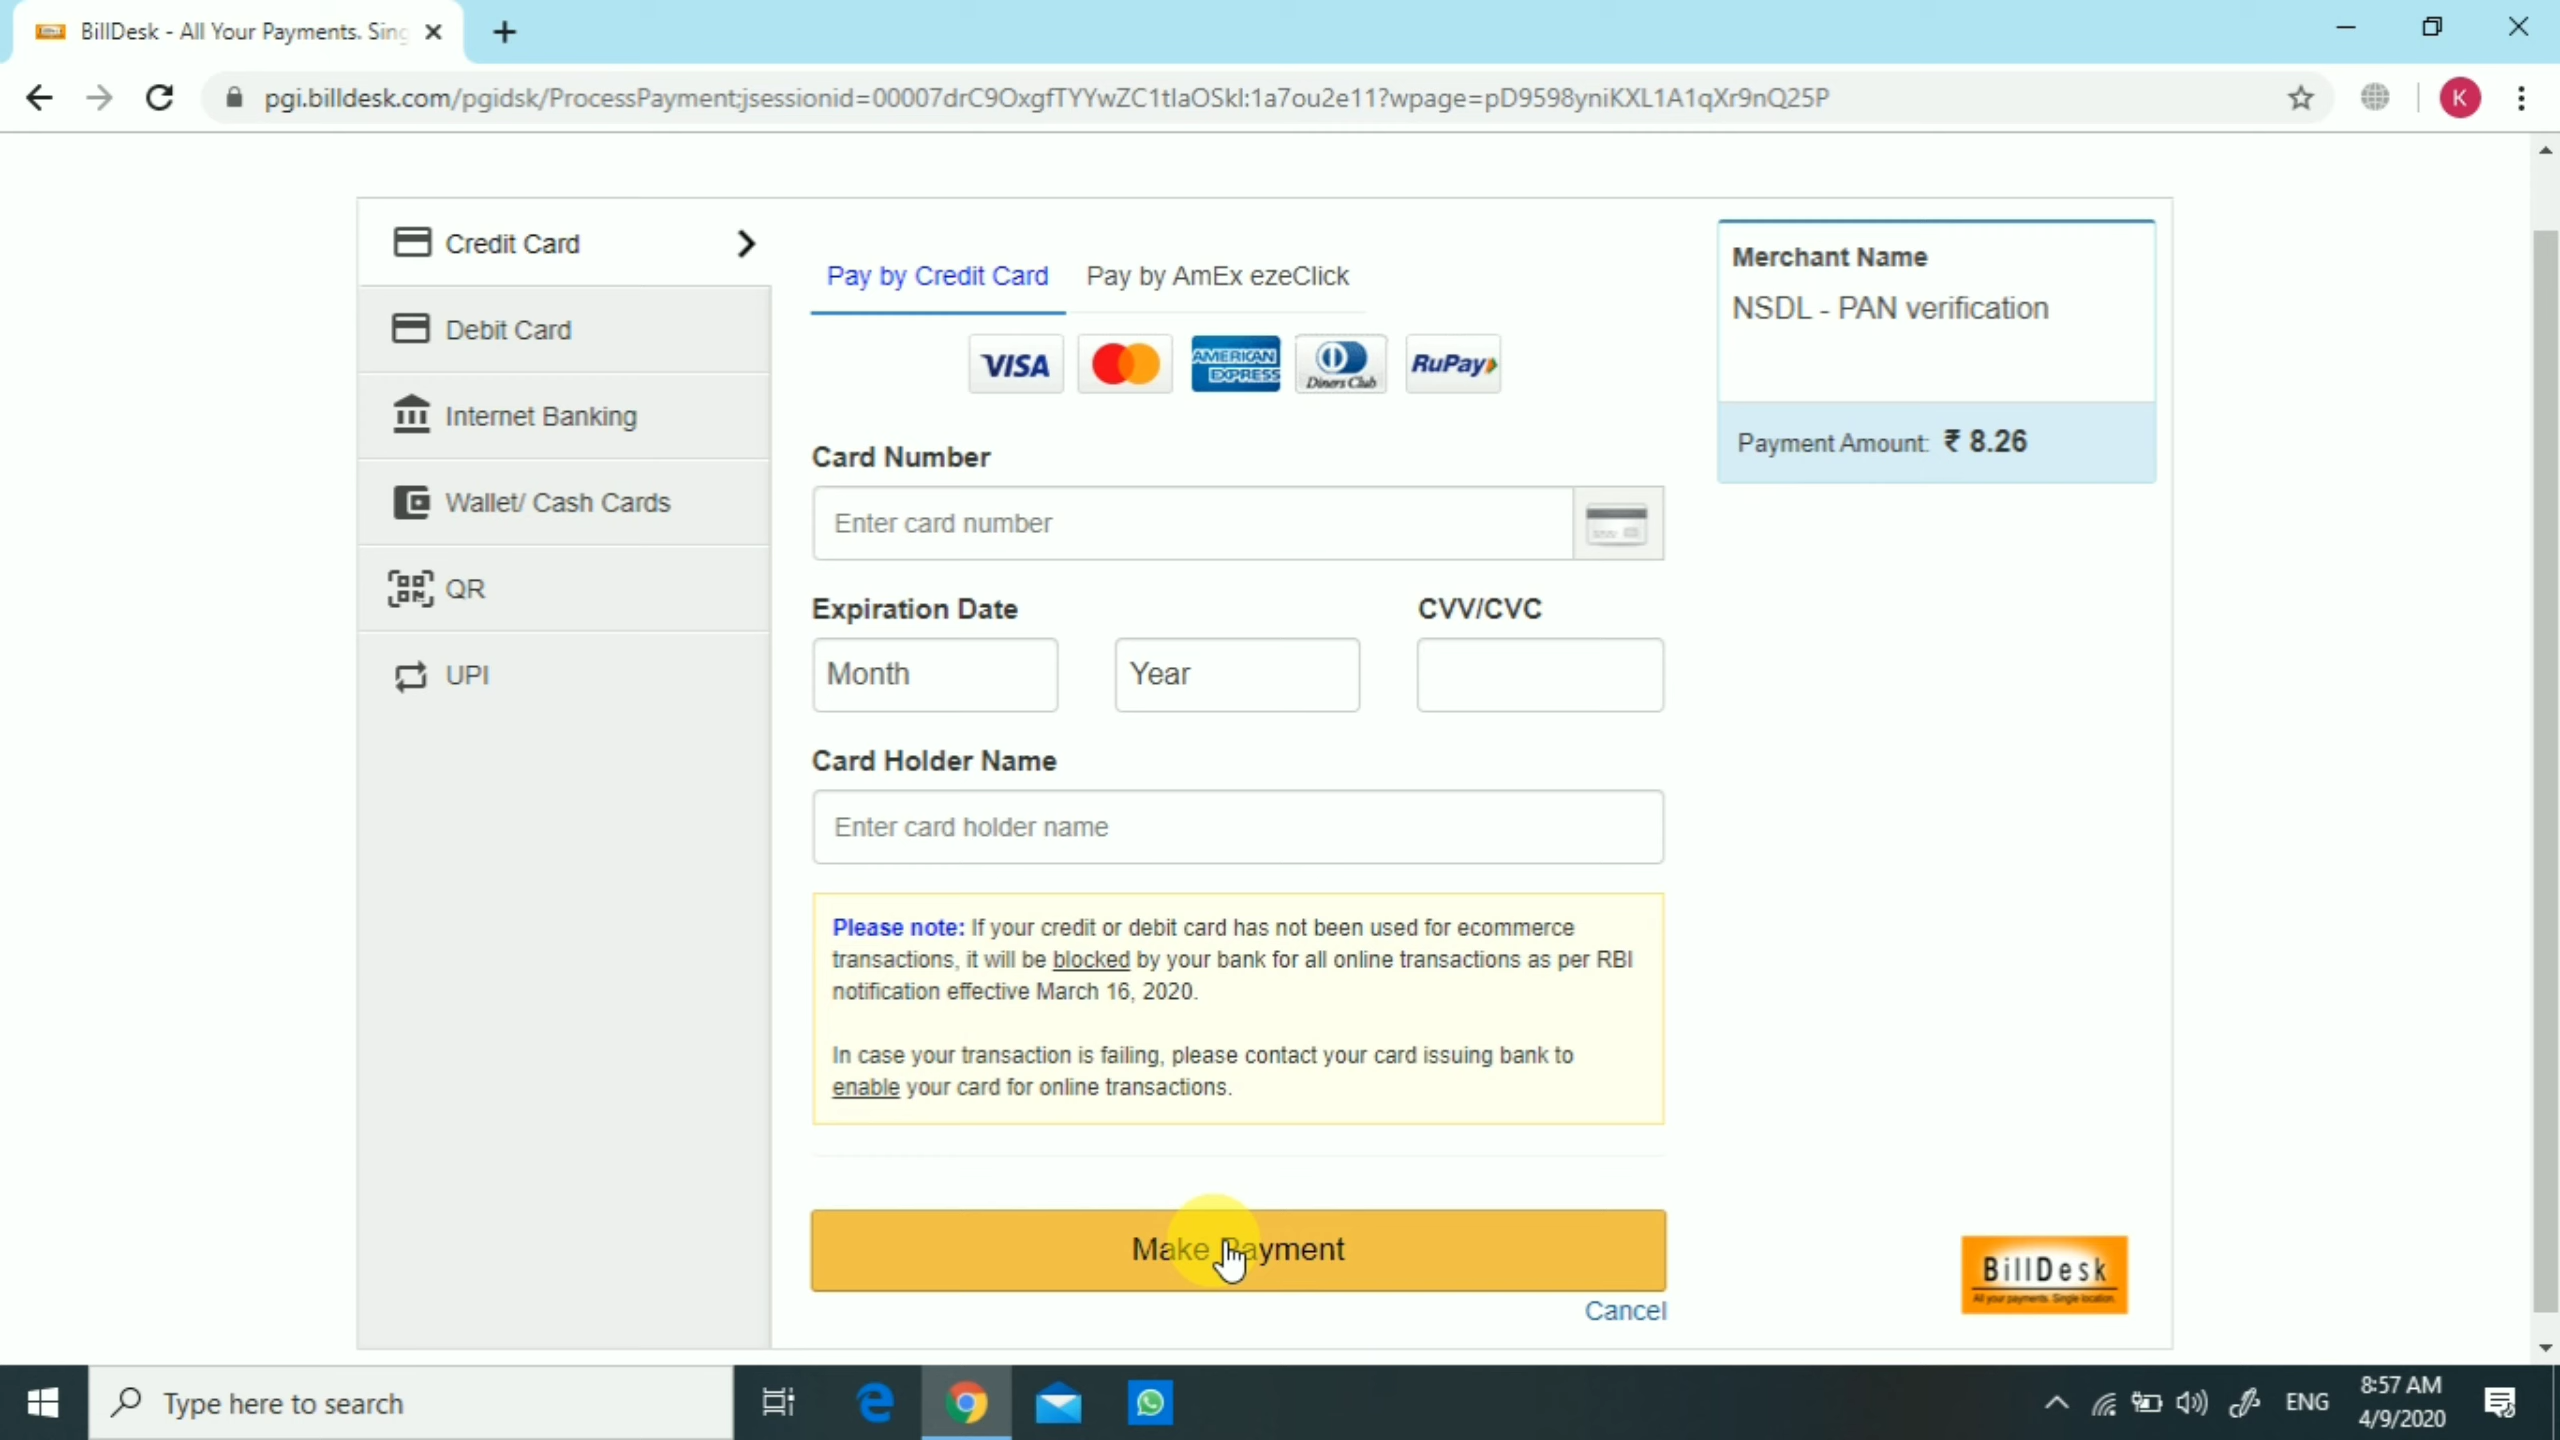 BillDesk - All Your Payments. Sing
pgi.billdesk.com/pgidsk/ProcessPayment;jsessionid=00007drC9OxgfTYYwZC1tlaOSkl:1a7ou2e11?wpage=pD9598yniKXL1A1qXr9nQ25P
K
Credit Card
Debit Card
Internet Banking
Wallet/ Cash Cards
QR
UPI
Pay by Credit Card Pay by AmEx ezeClick
VISA AMERICAN EXPRESS Diners Club RuPay
Card Number
Enter card number
Expiration Date CVV/CVC
Month Year
Card Holder Name
Enter card holder name
Please note: If your credit or debit card has not been used for ecommerce
transactions, it will be blocked by your bank for all online transactions as per RBI
notification effective March 16, 2020.
In case your transaction is failing, please contact your card issuing bank to
enable your card for online transactions.
Make Payment
Cancel
Merchant Name
NSDL - PAN verification
Payment Amount: ₹ 8.26
BillDesk
All your payments. Single location.
Type here to search
ENG
8:57 AM
4/9/2020